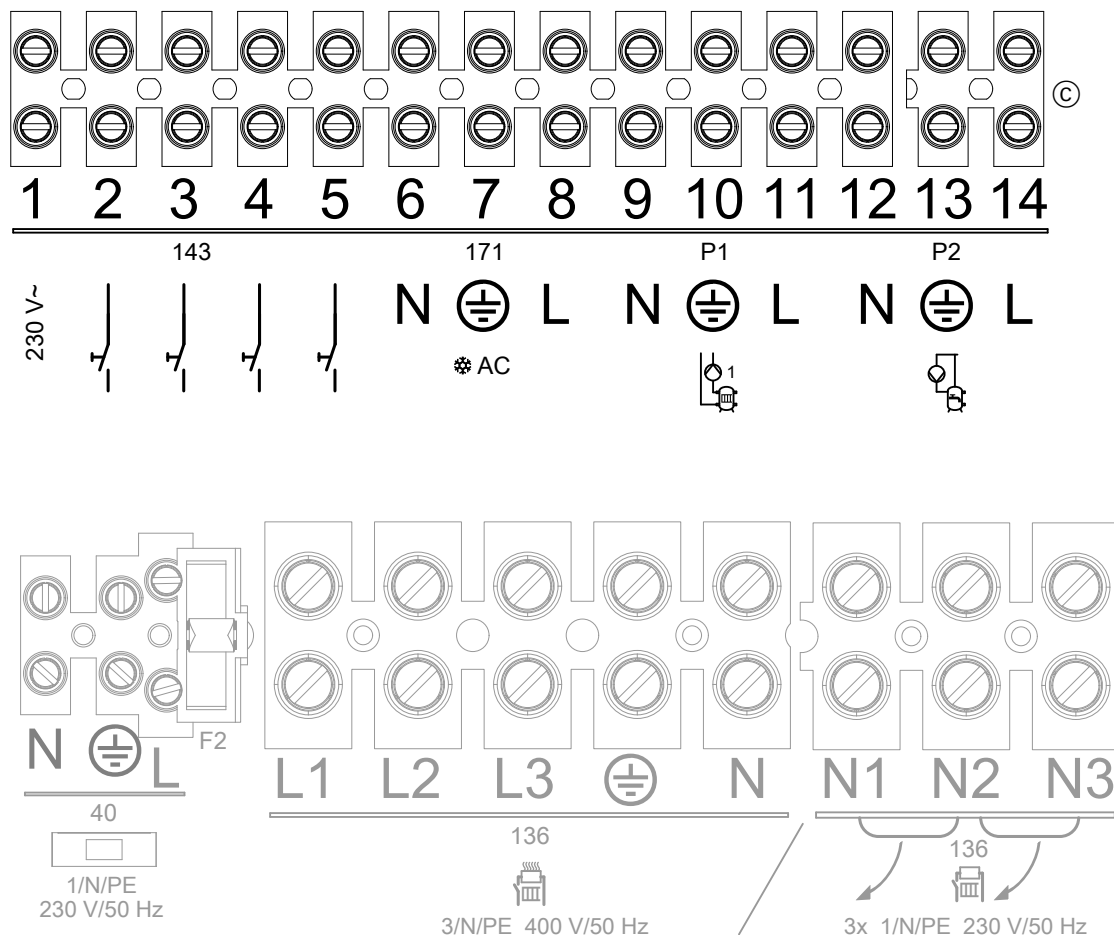 ©
1 2 3 4 5 6 7 8 9 10 11 12 13 14
143 171 P1 P2
230 V~ N L N L N L
AC 1
F2
N L L1 L2 L3 N N1 N2 N3
40 136 136
1/N/PE
230 V/50 Hz 3/N/PE 400 V/50 Hz 3x 1/N/PE 230 V/50 Hz